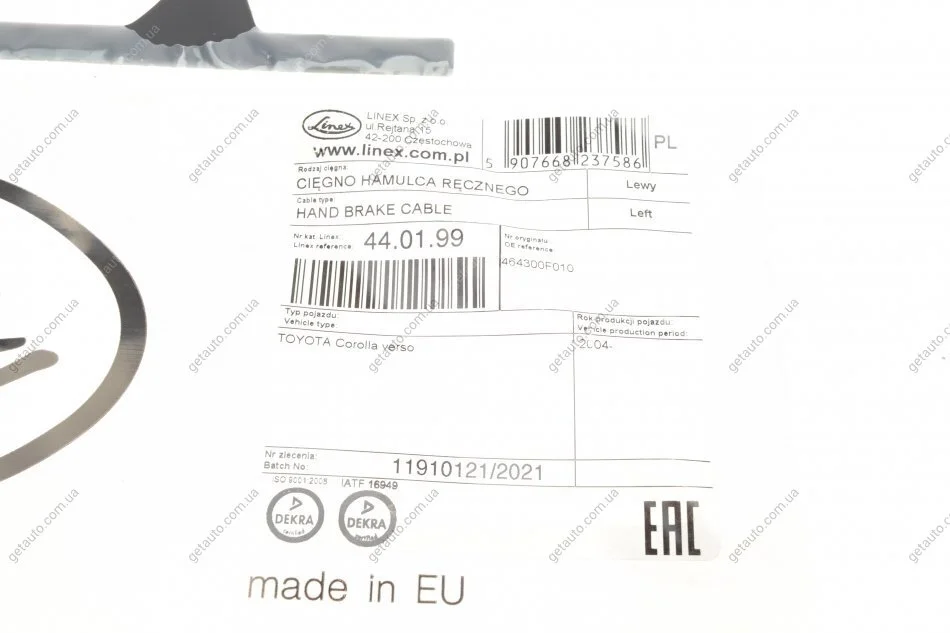 Linex
LINEX Sp. z o.o.
ul Rejtana 15
42-200 Częstochowa
www.linex.com.pl
5 907668 237586
PL
Rodzaj cięgna:
CIĘGNO HAMULCA RĘCZNEGO
Lewy
Cable type:
HAND BRAKE CABLE
Left
Nr kat. Linex:
Linex reference:
44.01.99
Nr oryginału:
OE reference:
464300F010
Typ pojazdu:
Vehicle type:
Rok produkcji pojazdu:
Vehicle production period:
TOYOTA Corolla verso
2004-
Nr zlecenia:
Batch No:
11910121/2021
ISO 9001:2008
IATF 16949
DEKRA
certified
DEKRA
certified
EAC
made in EU
getauto.com.ua